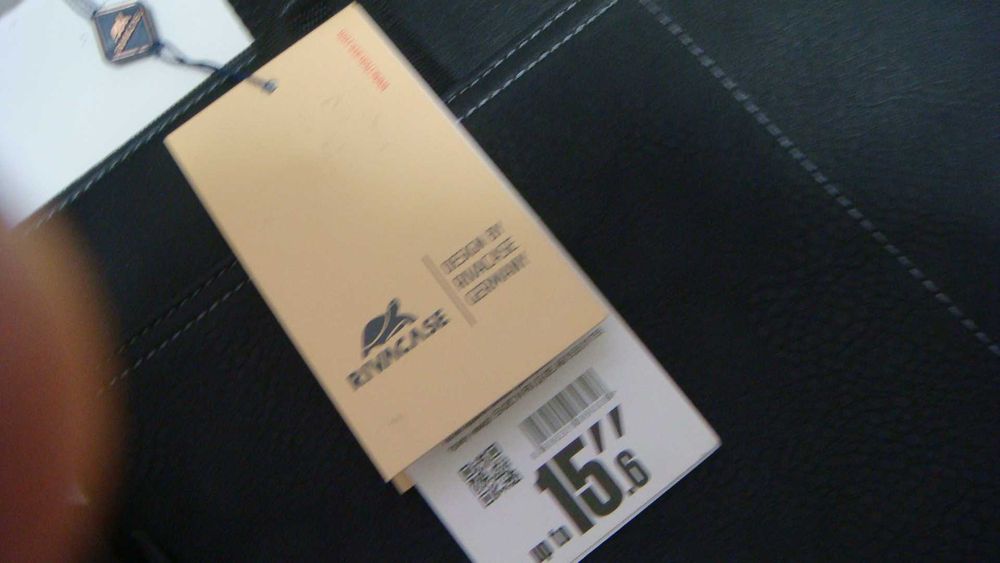 RIVACASE
DESIGN BY
RIVACASE
GERMANY
up to 15.6''